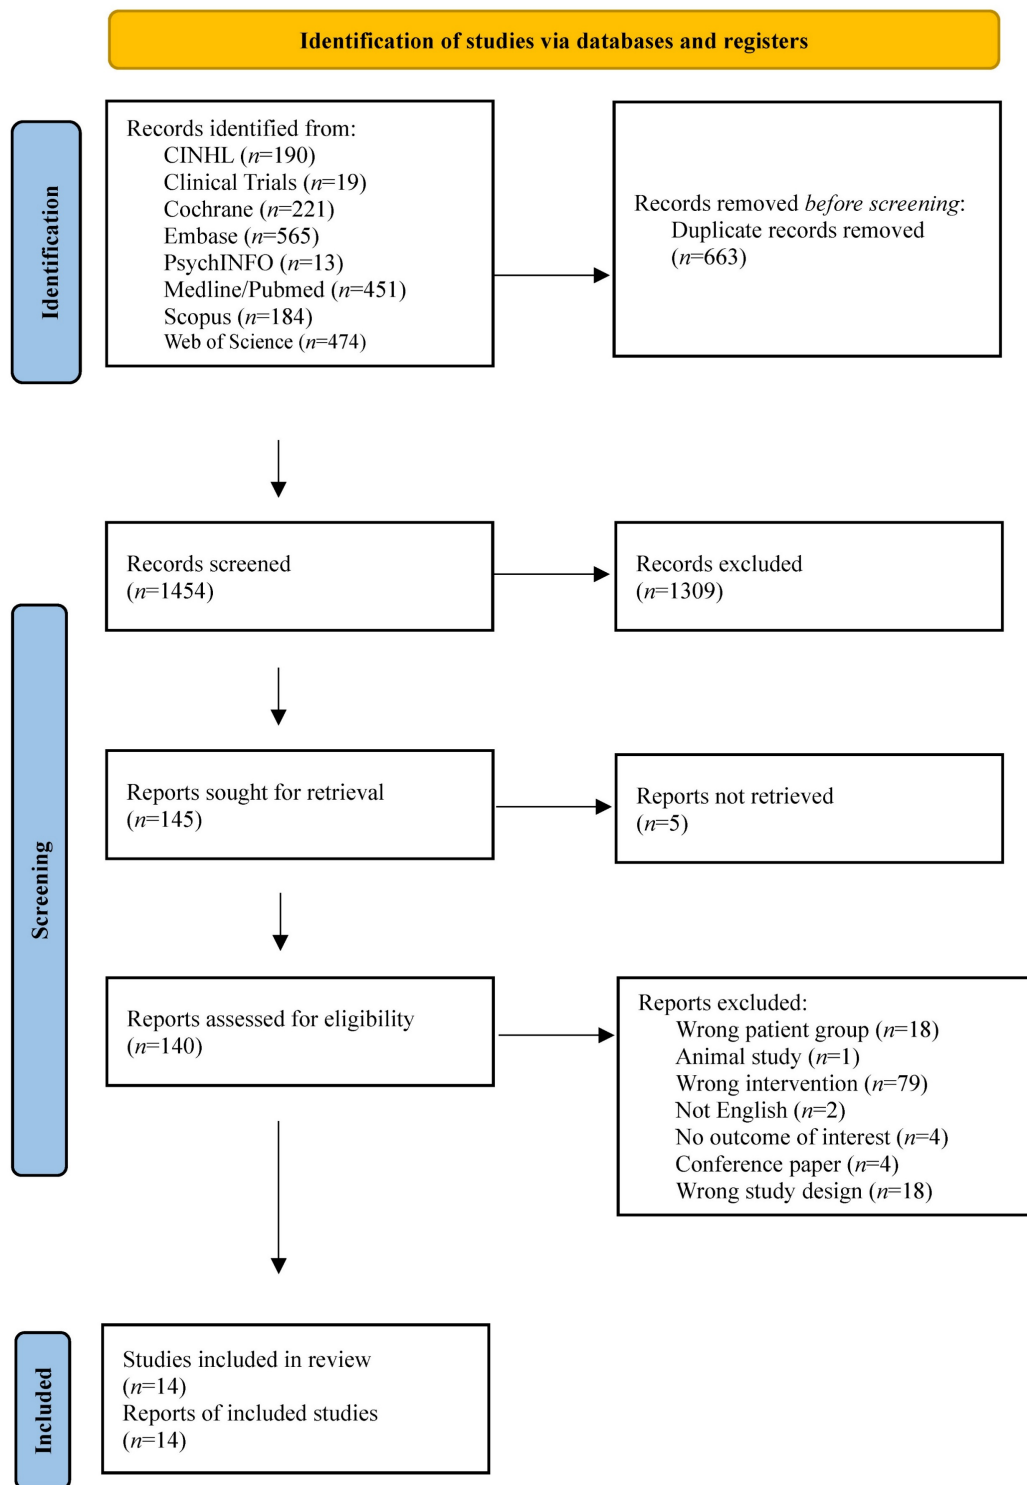 Identification of studies via databases and registers
Identification
Records identified from:
CINHL (n=190)
Clinical Trials (n=19)
Cochrane (n=221)
Embase (n=565)
PsychINFO (n=13)
Medline/Pubmed (n=451)
Scopus (n=184)
Web of Science (n=474)
Records removed before screening:
Duplicate records removed
(n=663)
Screening
Records screened
(n=1454)
Records excluded
(n=1309)
Reports sought for retrieval
(n=145)
Reports not retrieved
(n=5)
Reports assessed for eligibility
(n=140)
Reports excluded:
Wrong patient group (n=18)
Animal study (n=1)
Wrong intervention (n=79)
Not English (n=2)
No outcome of interest (n=4)
Conference paper (n=4)
Wrong study design (n=18)
Included
Studies included in review
(n=14)
Reports of included studies
(n=14)